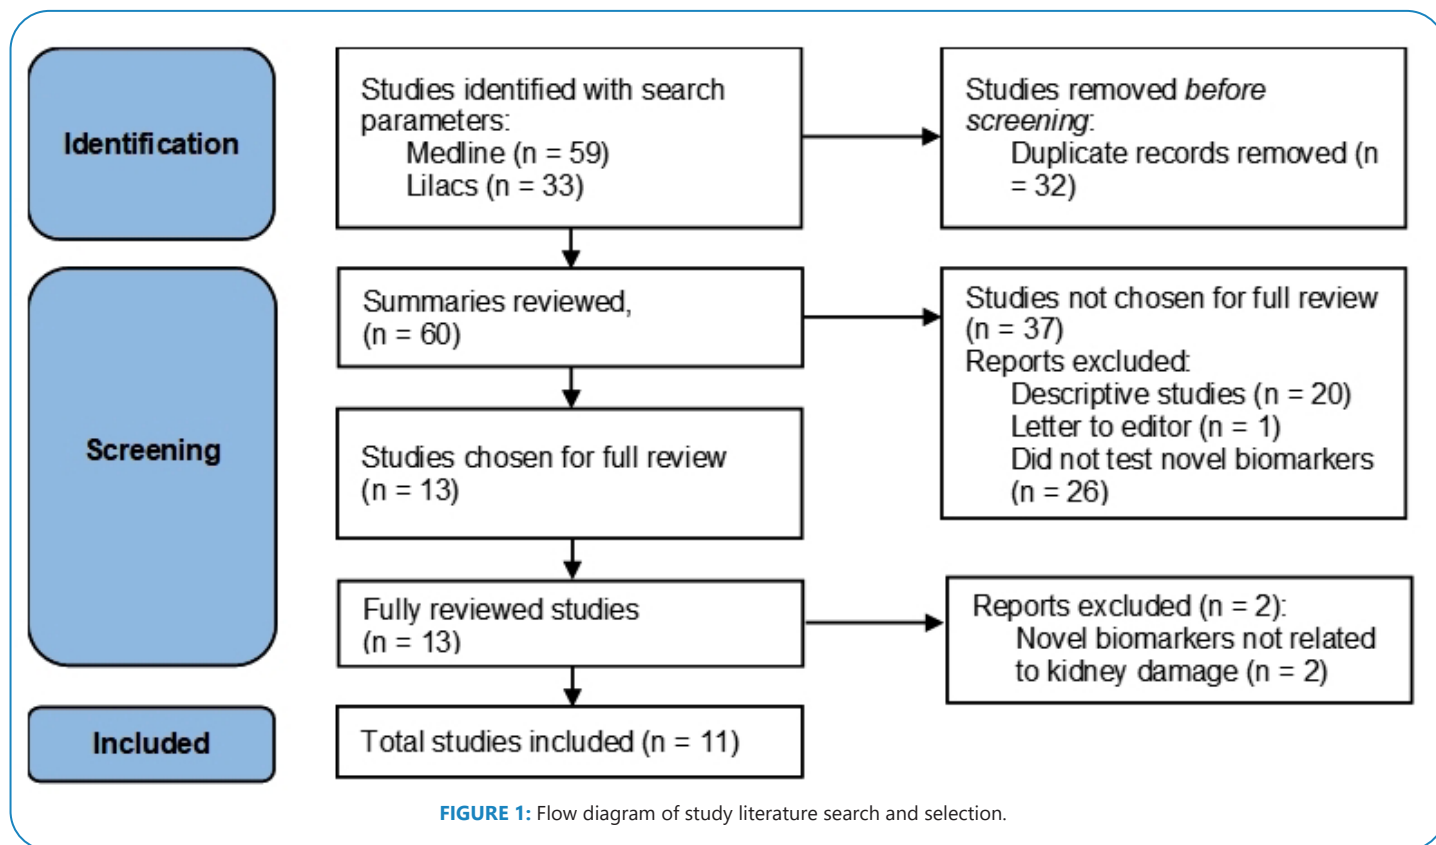 Identification
Studies identified with search
parameters:
Medline (n = 59)
Lilacs (n = 33)
Studies removed before
screening:
Duplicate records removed (n
= 32)
Screening
Summaries reviewed,
(n = 60)
Studies not chosen for full review
(n = 37)
Reports excluded:
Descriptive studies (n = 20)
Letter to editor (n = 1)
Did not test novel biomarkers
(n = 26)
Studies chosen for full review
(n = 13)
Fully reviewed studies
(n = 13)
Reports excluded (n = 2):
Novel biomarkers not related
to kidney damage (n = 2)
Included
Total studies included (n = 11)
FIGURE 1: Flow diagram of study literature search and selection.